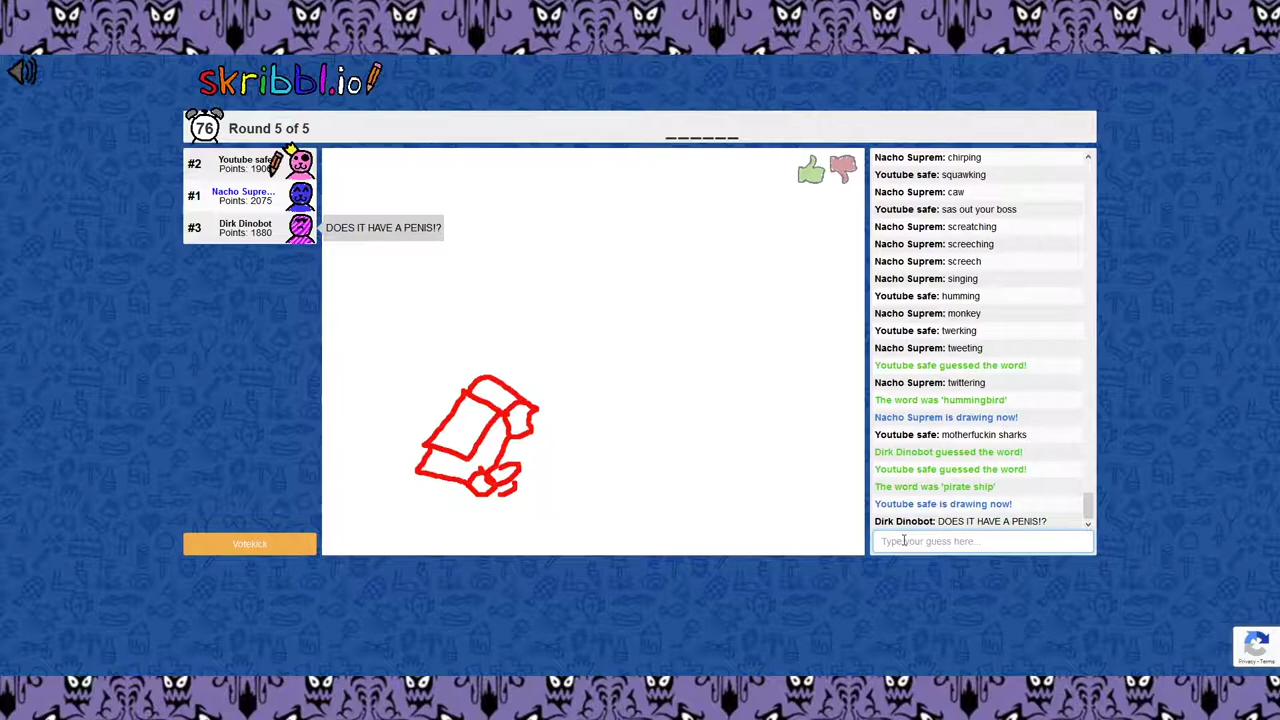 skribbl.io
76 Round 5 of 5 ______
#2 Youtube safe
Points: 190
#1 Nacho Supre...
Points: 2075
#3 Dirk Dinobot
Points: 1880
DOES IT HAVE A PENIS!?
Votekick
Nacho Suprem: chirping
Youtube safe: squawking
Nacho Suprem: caw
Youtube safe: sas out your boss
Nacho Suprem: screatching
Nacho Suprem: screeching
Nacho Suprem: screech
Nacho Suprem: singing
Youtube safe: humming
Nacho Suprem: monkey
Youtube safe: twerking
Nacho Suprem: tweeting
Youtube safe guessed the word!
Nacho Suprem: twittering
The word was 'hummingbird'
Nacho Suprem is drawing now!
Youtube safe: motherfuckin sharks
Dirk Dinobot guessed the word!
Youtube safe guessed the word!
The word was 'pirate ship'
Youtube safe is drawing now!
Dirk Dinobot: DOES IT HAVE A PENIS!?
Type your guess here...
Privacy - Terms